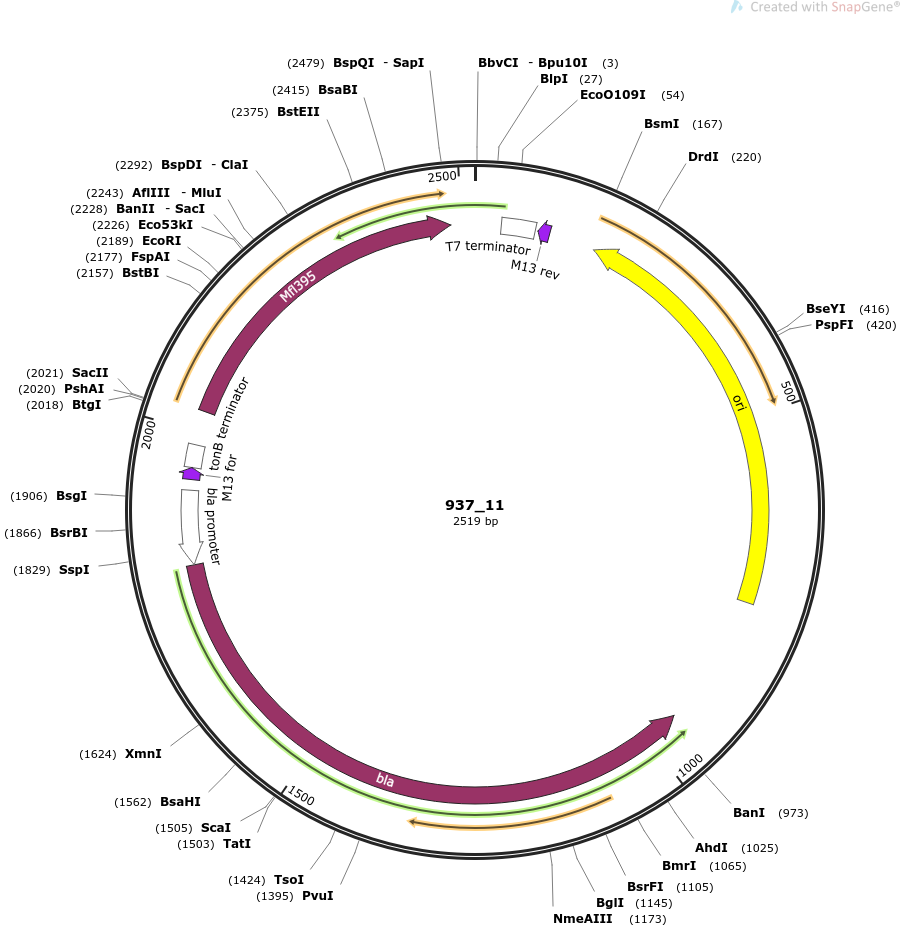 Created with SnapGene®
(2479) BspQI - SapI
(2415) BsaBI
(2375) BstEII
(2292) BspDI - ClaI
(2243) AflIII - MluI
(2228) BanII - SacI
(2226) Eco53kI
(2189) EcoRI
(2177) FspAI
(2157) BstBI
(2021) SacII
(2020) PshAI
(2018) BtgI
(1906) BsgI
(1866) BsrBI
(1829) SspI
(1624) XmnI
(1562) BsaHI
(1505) ScaI
(1503) TatI
(1424) TsoI
(1395) PvuI
BbvCI - Bpu10I (3)
BlpI (27)
EcoO109I (54)
BsmI (167)
DrdI (220)
BseYI (416)
PspFI (420)
BanI (973)
AhdI (1025)
BmrI (1065)
BsrFI (1105)
BglI (1145)
NmeAIII (1173)
2500
500
1000
1500
2000
T7 terminator
M13 rev
ori
Mfl395
tonB terminator
M13 for
bla promoter
bla
937_11
2519 bp